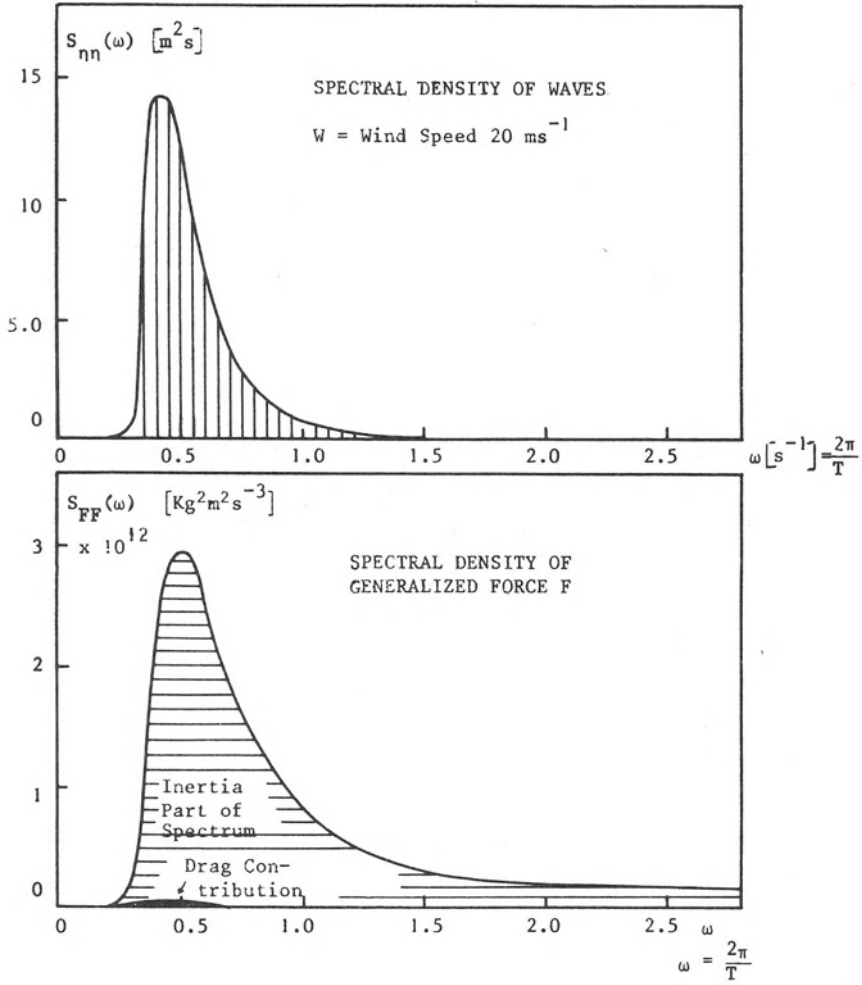 S_ηη(ω) [m²s]
15
10
5.0
0
SPECTRAL DENSITY OF WAVES
W = Wind Speed 20 ms⁻¹
0 0.5 1.0 1.5 2.0 2.5 ω[s⁻¹]=2π/T
S_FF(ω) [Kg²m²s⁻³]
x 10¹²
3
2
1
0
SPECTRAL DENSITY OF
GENERALIZED FORCE F
Inertia
Part of
Spectrum
Drag Con-
tribution
0 0.5 1.0 1.5 2.0 2.5 ω
ω = 2π/T